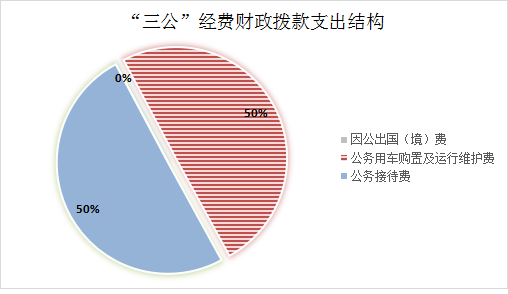 “三公”经费财政拨款支出结构
0%
50%
50%
因公出国（境）费
公务用车购置及运行维护费
公务接待费